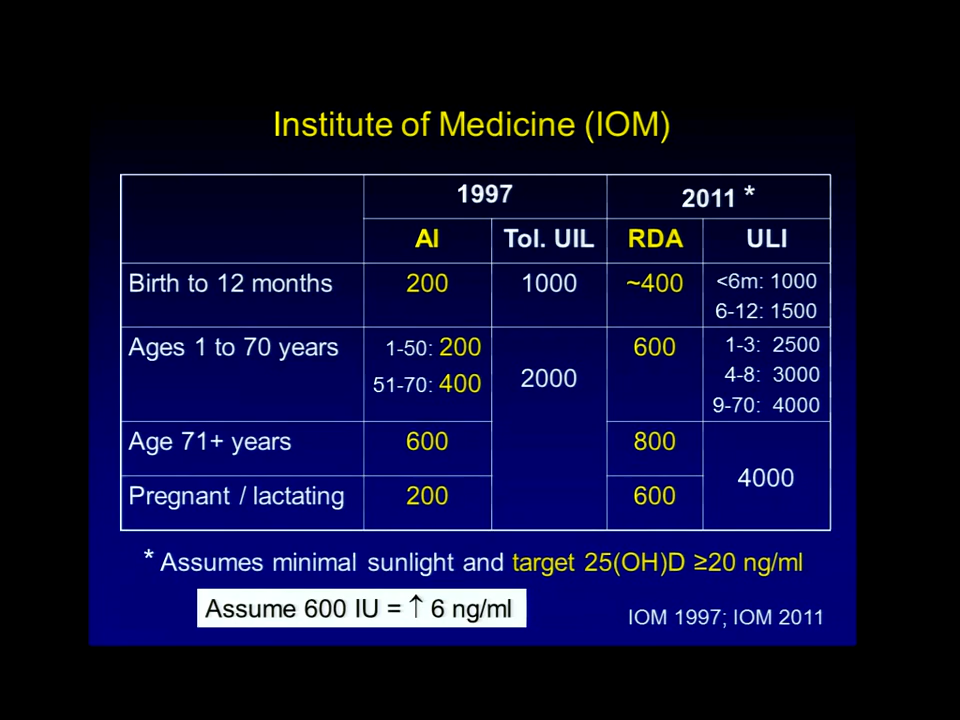 Institute of Medicine (IOM)
1997 2011 *
AI Tol. UIL RDA ULI
Birth to 12 months 200 1000 ~400 <6m: 1000
6-12: 1500
Ages 1 to 70 years 1-50: 200 2000 600 1-3: 2500
51-70: 400 4-8: 3000
9-70: 4000
Age 71+ years 600 800 4000
Pregnant / lactating 200 600
* Assumes minimal sunlight and target 25(OH)D ≥20 ng/ml
Assume 600 IU = ↑ 6 ng/ml
IOM 1997; IOM 2011